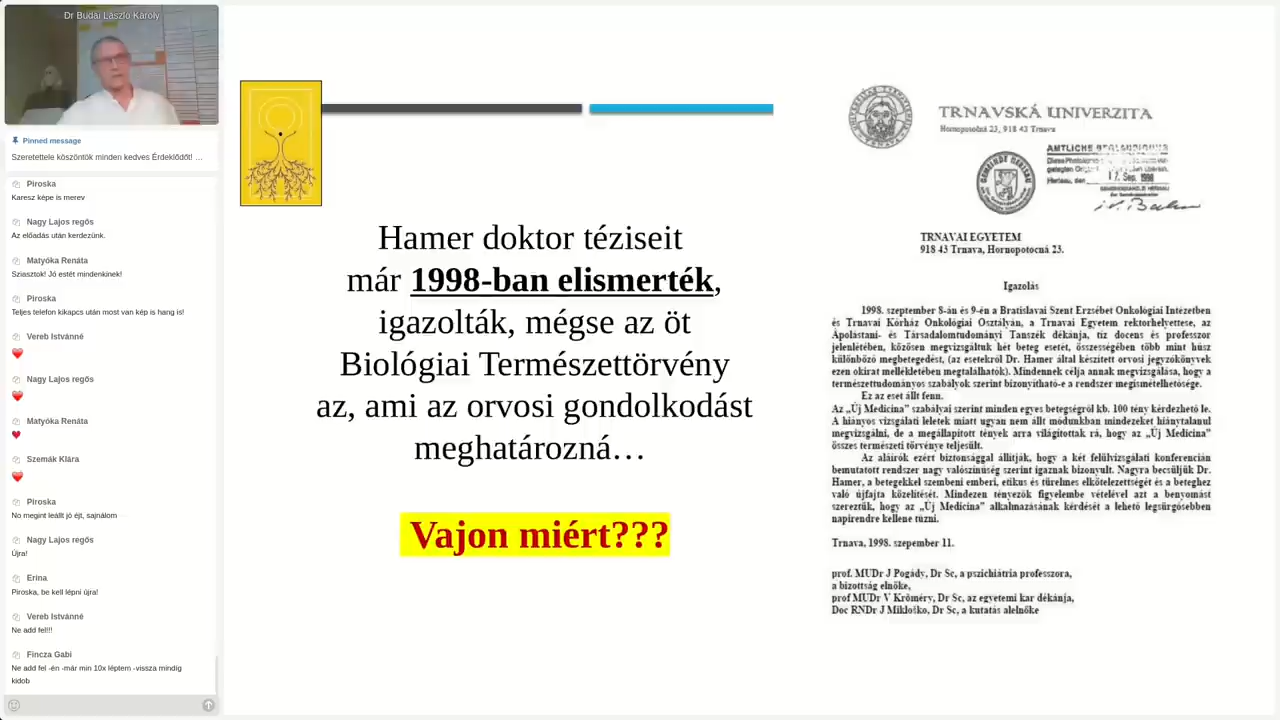 Dr Budai László Károly
Pinned message
Szeretettele köszöntök minden kedves Érdeklődőt! …
Piroska
Karesz képe is merev
Nagy Lajos regős
Az előadás után kerdezünk.
Matyóka Renáta
Sziasztok! Jó estét mindenkinek!
Piroska
Teljes telefon kikapcs után most van kép is hang is!
Vereb Istvánné
Nagy Lajos regős
Matyóka Renáta
Szemák Klára
Piroska
No megint leállt jó éjt, sajnálom
Nagy Lajos regős
Újra!
Erina
Piroska, be kell lépni újra!
Vereb Istvánné
Ne add fel!!!
Fincza Gabi
Ne add fel -én -már min 10x léptem -vissza mindig
kidob
Hamer doktor téziseit
már 1998-ban elismerték,
igazolták, mégse az öt
Biológiai Természettörvény
az, ami az orvosi gondolkodást
meghatározná…
Vajon miért???
TRNAVSKÁ UNIVERZITA
Hornopotočná 23, 918 43 Trnava
AMTLICHE
17. Sep. 1998
GEMEINDE HERISAU
TRNAVAI EGYETEM
918 43 Trnava, Hornopotocná 23.
Igazolás
1998. szeptember 8-án és 9-én a Bratislavai Szent Erzsébet Onkológiai Intézetben
és Trnavai Kórház Onkológiai Osztályán, a Trnavai Egyetem rektorhelyettese, az
Ápolástani- és Társadalomtudományi Tanszék dékánja, tíz docens és professzor
jelenlétében, közösen megvizsgáltuk hét beteg esetét, összességében több mint húsz
különböző megbetegedést, (az esetekről Dr. Hamer által készített orvosi jegyzőkönyvek
ezen okirat mellékletében megtalálhatók). Mindennek célja annak megvizsgálása, hogy a
természettudományos szabályok szerint bizonyítható-e a rendszer megismételhetősége.
Ez az eset állt fenn.
Az „Új Medicina” szabályai szerint minden egyes betegségről kb. 100 tény kérdezhető le.
A hiányos vizsgálati leletek miatt ugyan nem állt módunkban mindezeket hiánytalanul
megvizsgálni, de a megállapított tények arra világítottak rá, hogy az „Új Medicina”
összes természeti törvénye teljesült.
Az aláírók ezért biztonsággal állítják, hogy a két felülvizsgálati konferencián
bemutatott rendszer nagy valószínűség szerint igaznak bizonyult. Nagyra becsüljük Dr.
Hamer, a betegekkel szembeni emberi, etikus és türelmes elkötelezettségét és a beteghez
való újfajta közelítését. Mindezen tényezők figyelembe vételével azt a benyomást
szereztük, hogy az „Új Medicina” alkalmazásának kérdését a lehető legsürgősebben
napirendre kellene tűzni.
Trnava, 1998. szepember 11.
prof. MUDr J Pogády, Dr Sc, a pszichiátria professzora,
a bizottság elnöke,
prof MUDr V Kröméry, Dr Sc, az egyetemi kar dékánja,
Doc RNDr J Mikloško, Dr Sc, a kutatás alelnöke